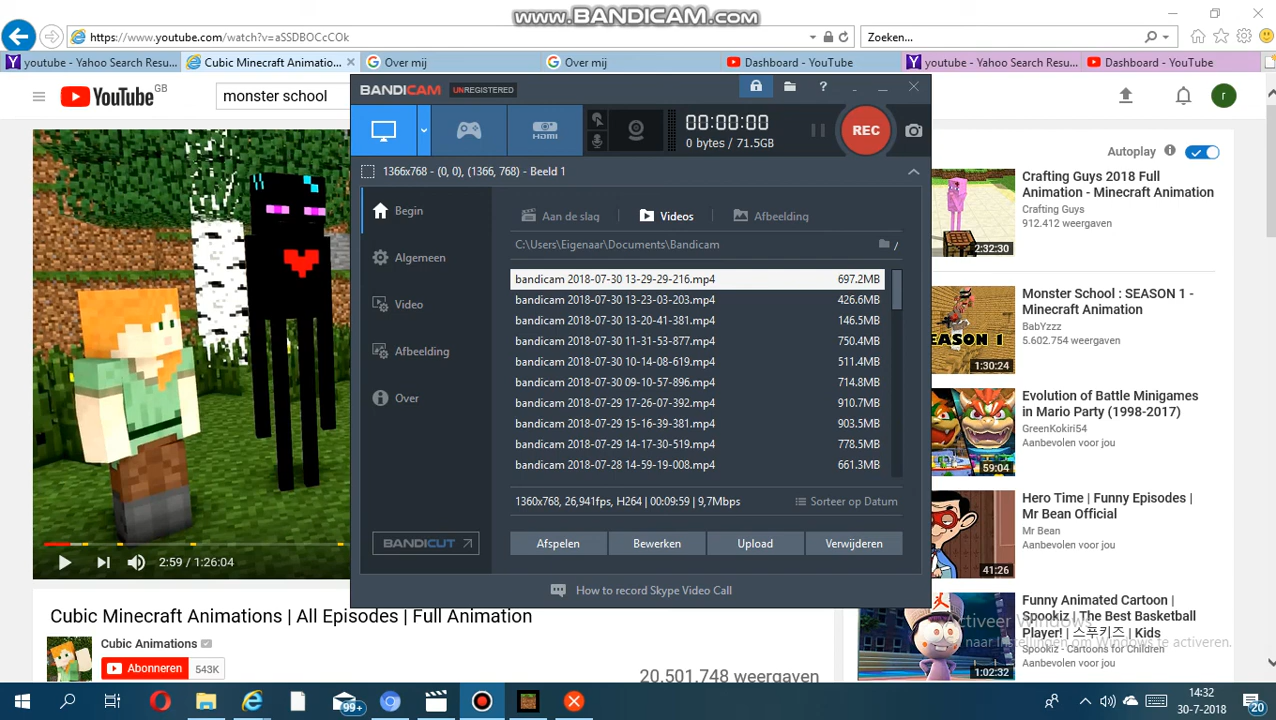 www.BANDICAM.com
https://www.youtube.com/watch?v=aSSDBOCcCOk
Zoeken...
youtube - Yahoo Search Resu...
Cubic Minecraft Animatio...
Over mij
Over mij
Dashboard - YouTube
youtube - Yahoo Search Resu...
Dashboard - YouTube
YouTube GB
monster school
BANDICAM UNREGISTERED
?
HDMI
00:00:00
0 bytes / 71.5GB
REC
1366x768 - (0, 0), (1366, 768) - Beeld 1
Begin
Algemeen
Video
Afbeelding
Over
BANDICUT
Aan de slag
Videos
Afbeelding
C:\Users\Eigenaar\Documents\Bandicam
/
bandicam 2018-07-30 13-29-29-216.mp4 697.2MB
bandicam 2018-07-30 13-23-03-203.mp4 426.6MB
bandicam 2018-07-30 13-20-41-381.mp4 146.5MB
bandicam 2018-07-30 11-31-53-877.mp4 750.4MB
bandicam 2018-07-30 10-14-08-619.mp4 511.4MB
bandicam 2018-07-30 09-10-57-896.mp4 714.8MB
bandicam 2018-07-29 17-26-07-392.mp4 910.7MB
bandicam 2018-07-29 15-16-39-381.mp4 903.5MB
bandicam 2018-07-29 14-17-30-519.mp4 778.5MB
bandicam 2018-07-28 14-59-19-008.mp4 661.3MB
1360x768, 26,941fps, H264 | 00:09:59 | 9,7Mbps
Sorteer op Datum
Afspelen
Bewerken
Upload
Verwijderen
How to record Skype Video Call
r
Autoplay
Crafting Guys 2018 Full
Animation - Minecraft Animation
Crafting Guys
912.412 weergaven
2:32:30
Monster School : SEASON 1 -
Minecraft Animation
BabYzzz
5.602.754 weergaven
EASON 1
1:30:24
Evolution of Battle Minigames
in Mario Party (1998-2017)
GreenKokiri54
Aanbevolen voor jou
59:04
Hero Time | Funny Episodes |
Mr Bean Official
Mr Bean
Aanbevolen voor jou
41:26
Funny Animated Cartoon |
Spookiz | The Best Basketball
Player! | 스푸키즈 | Kids
Spookiz - Cartoons for Children
Aanbevolen voor jou
1:02:32
Activeer Windows
naar Instellingen om Windows te activeren.
2:59 / 1:26:04
Cubic Minecraft Animations | All Episodes | Full Animation
Cubic Animations
Abonneren 543K
20.501.748 weergaven
99+
14:32
30-7-2018
20